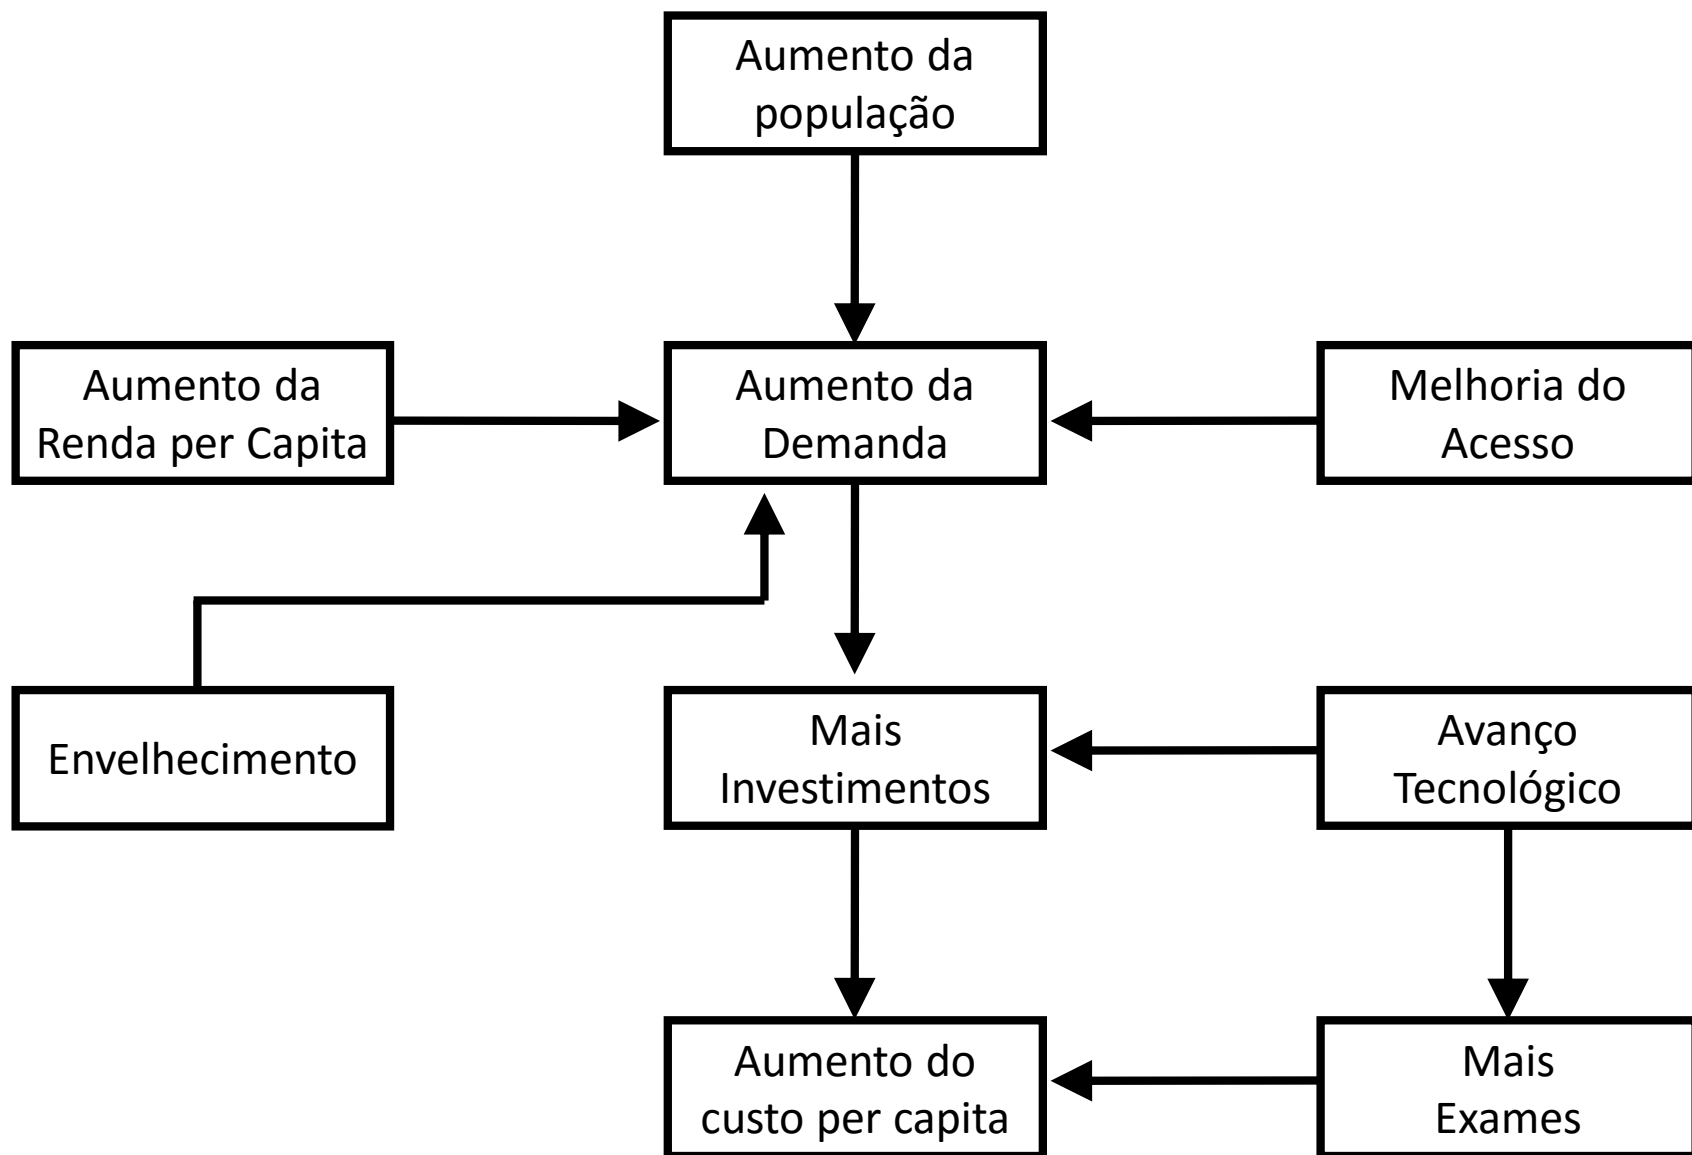 Aumento da
população
Aumento da
Renda per Capita
Aumento da
Demanda
Melhoria do
Acesso
Envelhecimento
Mais
Investimentos
Avanço
Tecnológico
Aumento do
custo per capita
Mais
Exames